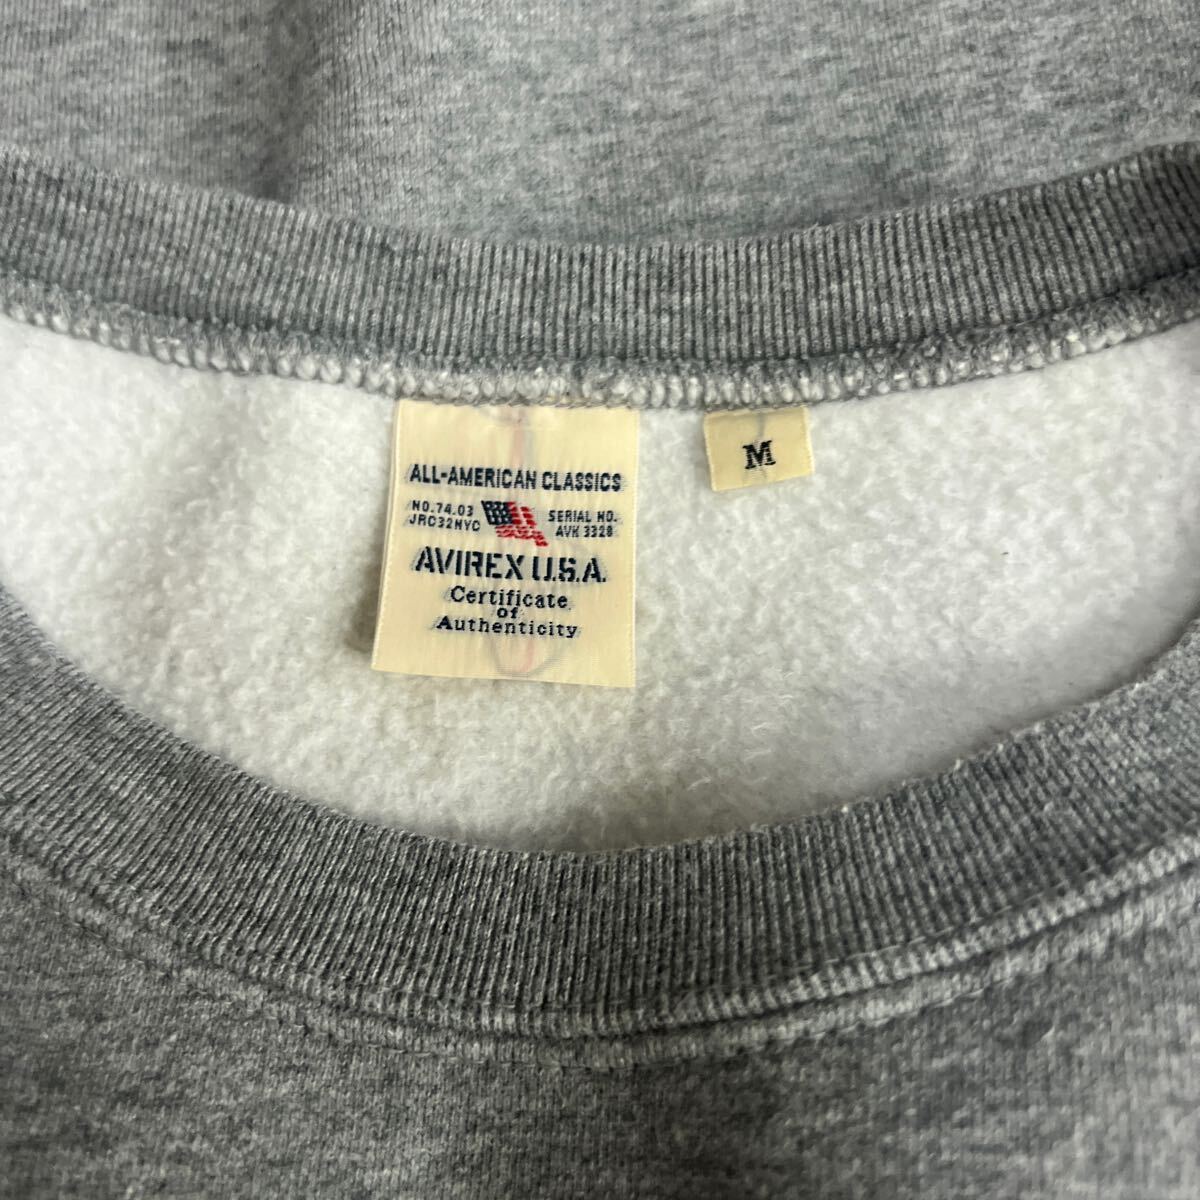 ALL-AMERICAN CLASSICS
NO.74.03
JRC32NYC
SERIAL NO.
AVK 3328
AVIREX U.S.A.
Certificate
of
Authenticity
M